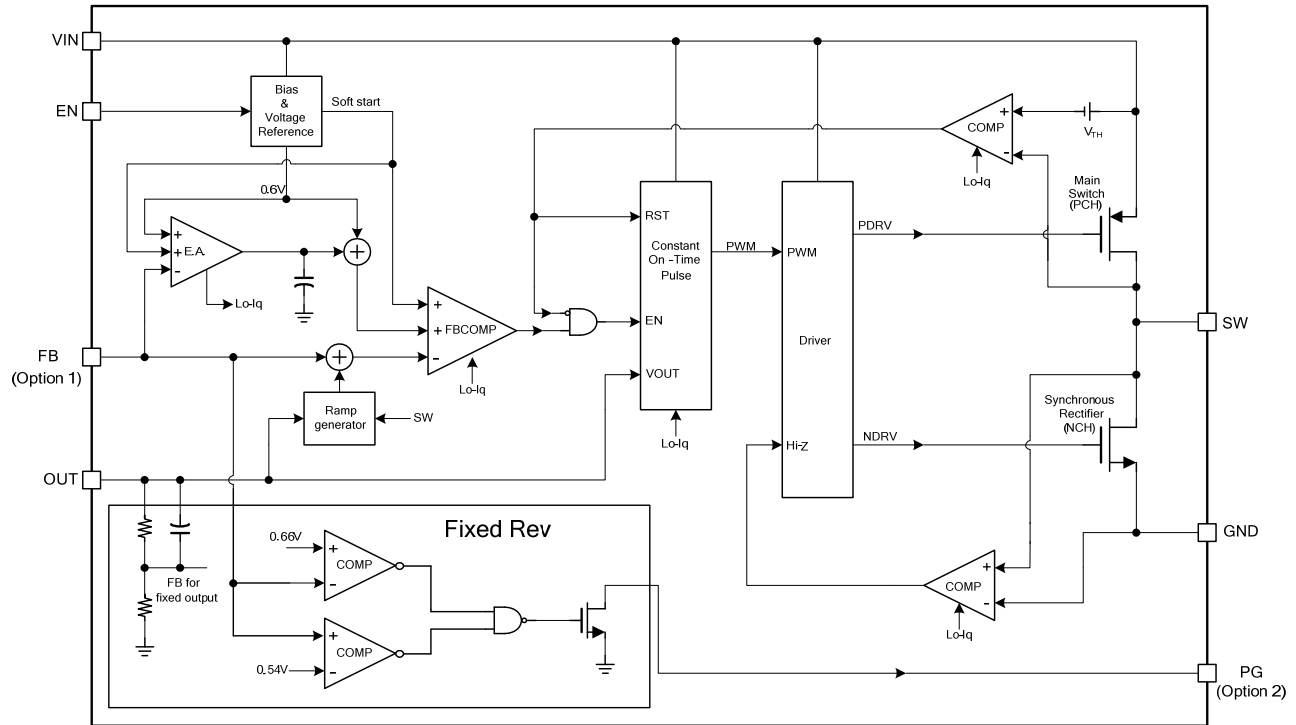 VIN
EN
Bias
&
Voltage
Reference
Soft start
0.6V
+
+
-
E.A.
+
Lo-Iq
FB
(Option 1)
+
Ramp
generator
SW
+
+
-
FBCOMP
Lo-Iq
RST
Constant
On -Time
Pulse
EN
VOUT
Lo-Iq
PWM
PWM
Driver
Hi-Z
PDRV
NDRV
+
-
COMP
Lo-Iq
VTH
Main
Switch
(PCH)
SW
Synchronous
Rectifier
(NCH)
GND
+
-
COMP
Lo-Iq
OUT
Fixed Rev
FB for
fixed output
0.66V
+
-
COMP
+
-
COMP
0.54V
PG
(Option 2)